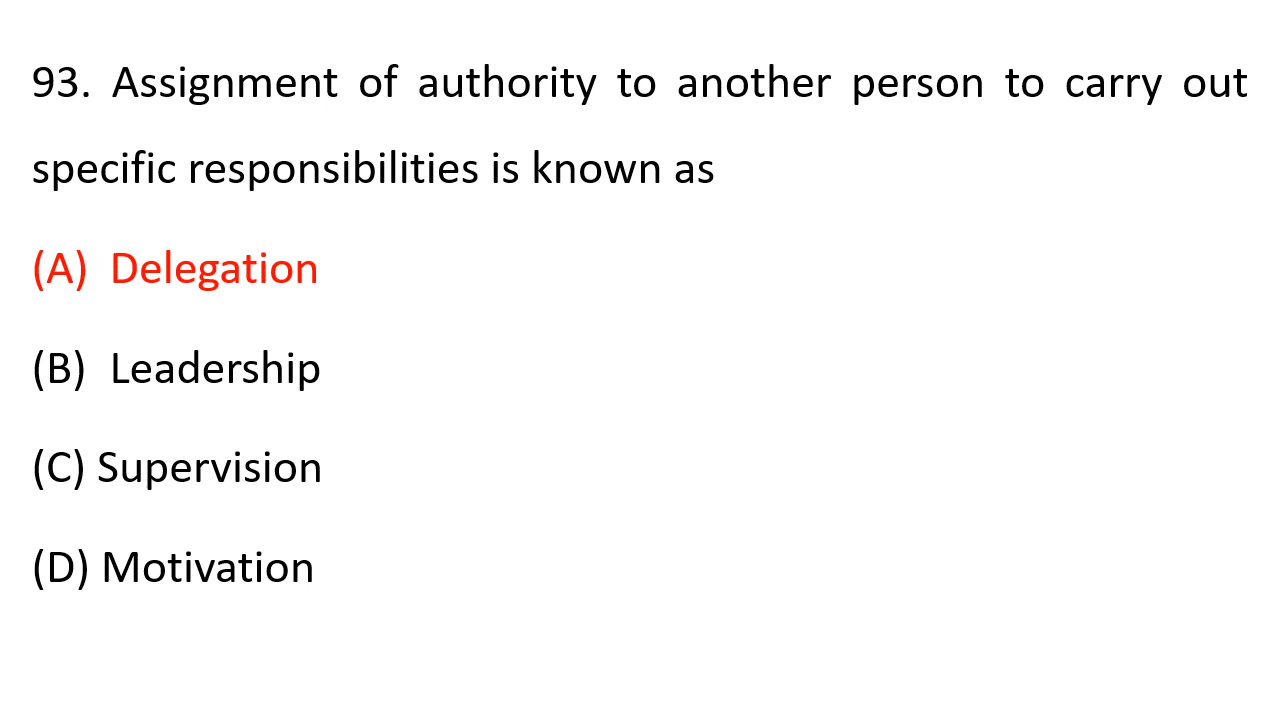 93. Assignment of authority to another person to carry out
specific responsibilities is known as
(A) Delegation
(B) Leadership
(C) Supervision
(D) Motivation